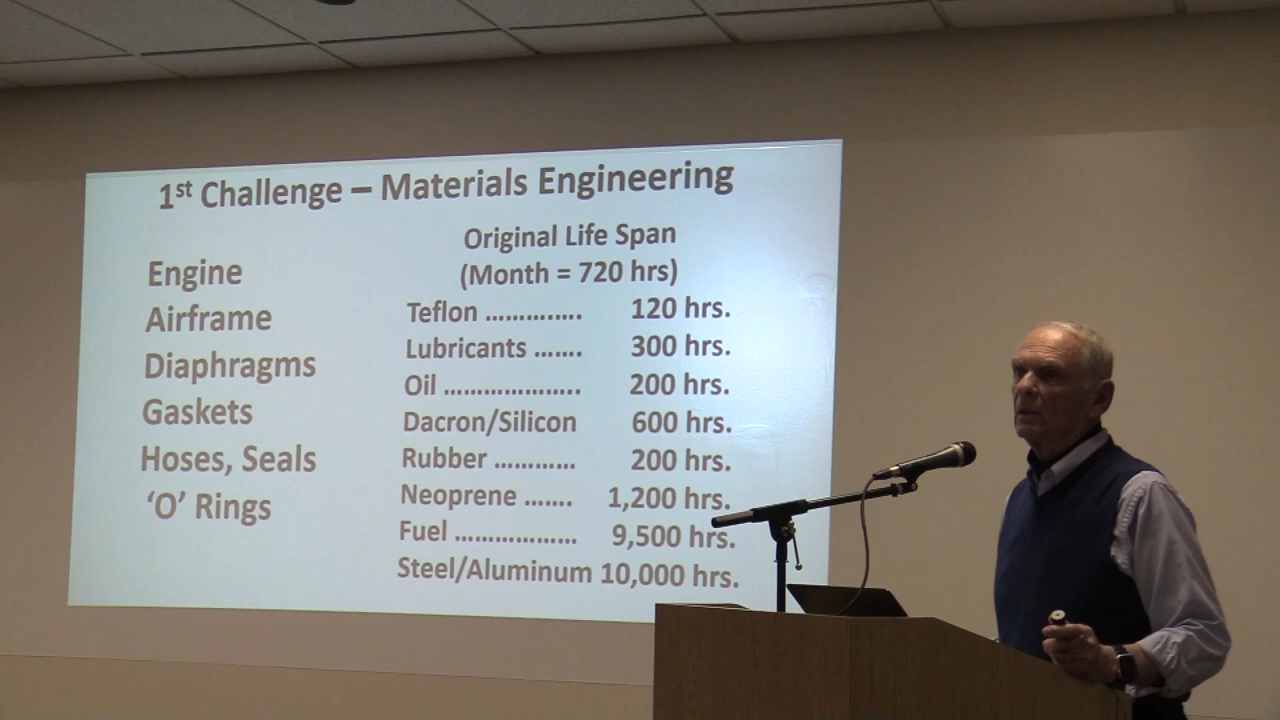 1st Challenge – Materials Engineering
Engine
Airframe
Diaphragms
Gaskets
Hoses, Seals
‘O’ Rings
Original Life Span
(Month = 720 hrs)
Teflon .............. 120 hrs.
Lubricants ....... 300 hrs.
Oil .................... 200 hrs.
Dacron/Silicon 600 hrs.
Rubber ............ 200 hrs.
Neoprene ....... 1,200 hrs.
Fuel .................. 9,500 hrs.
Steel/Aluminum 10,000 hrs.